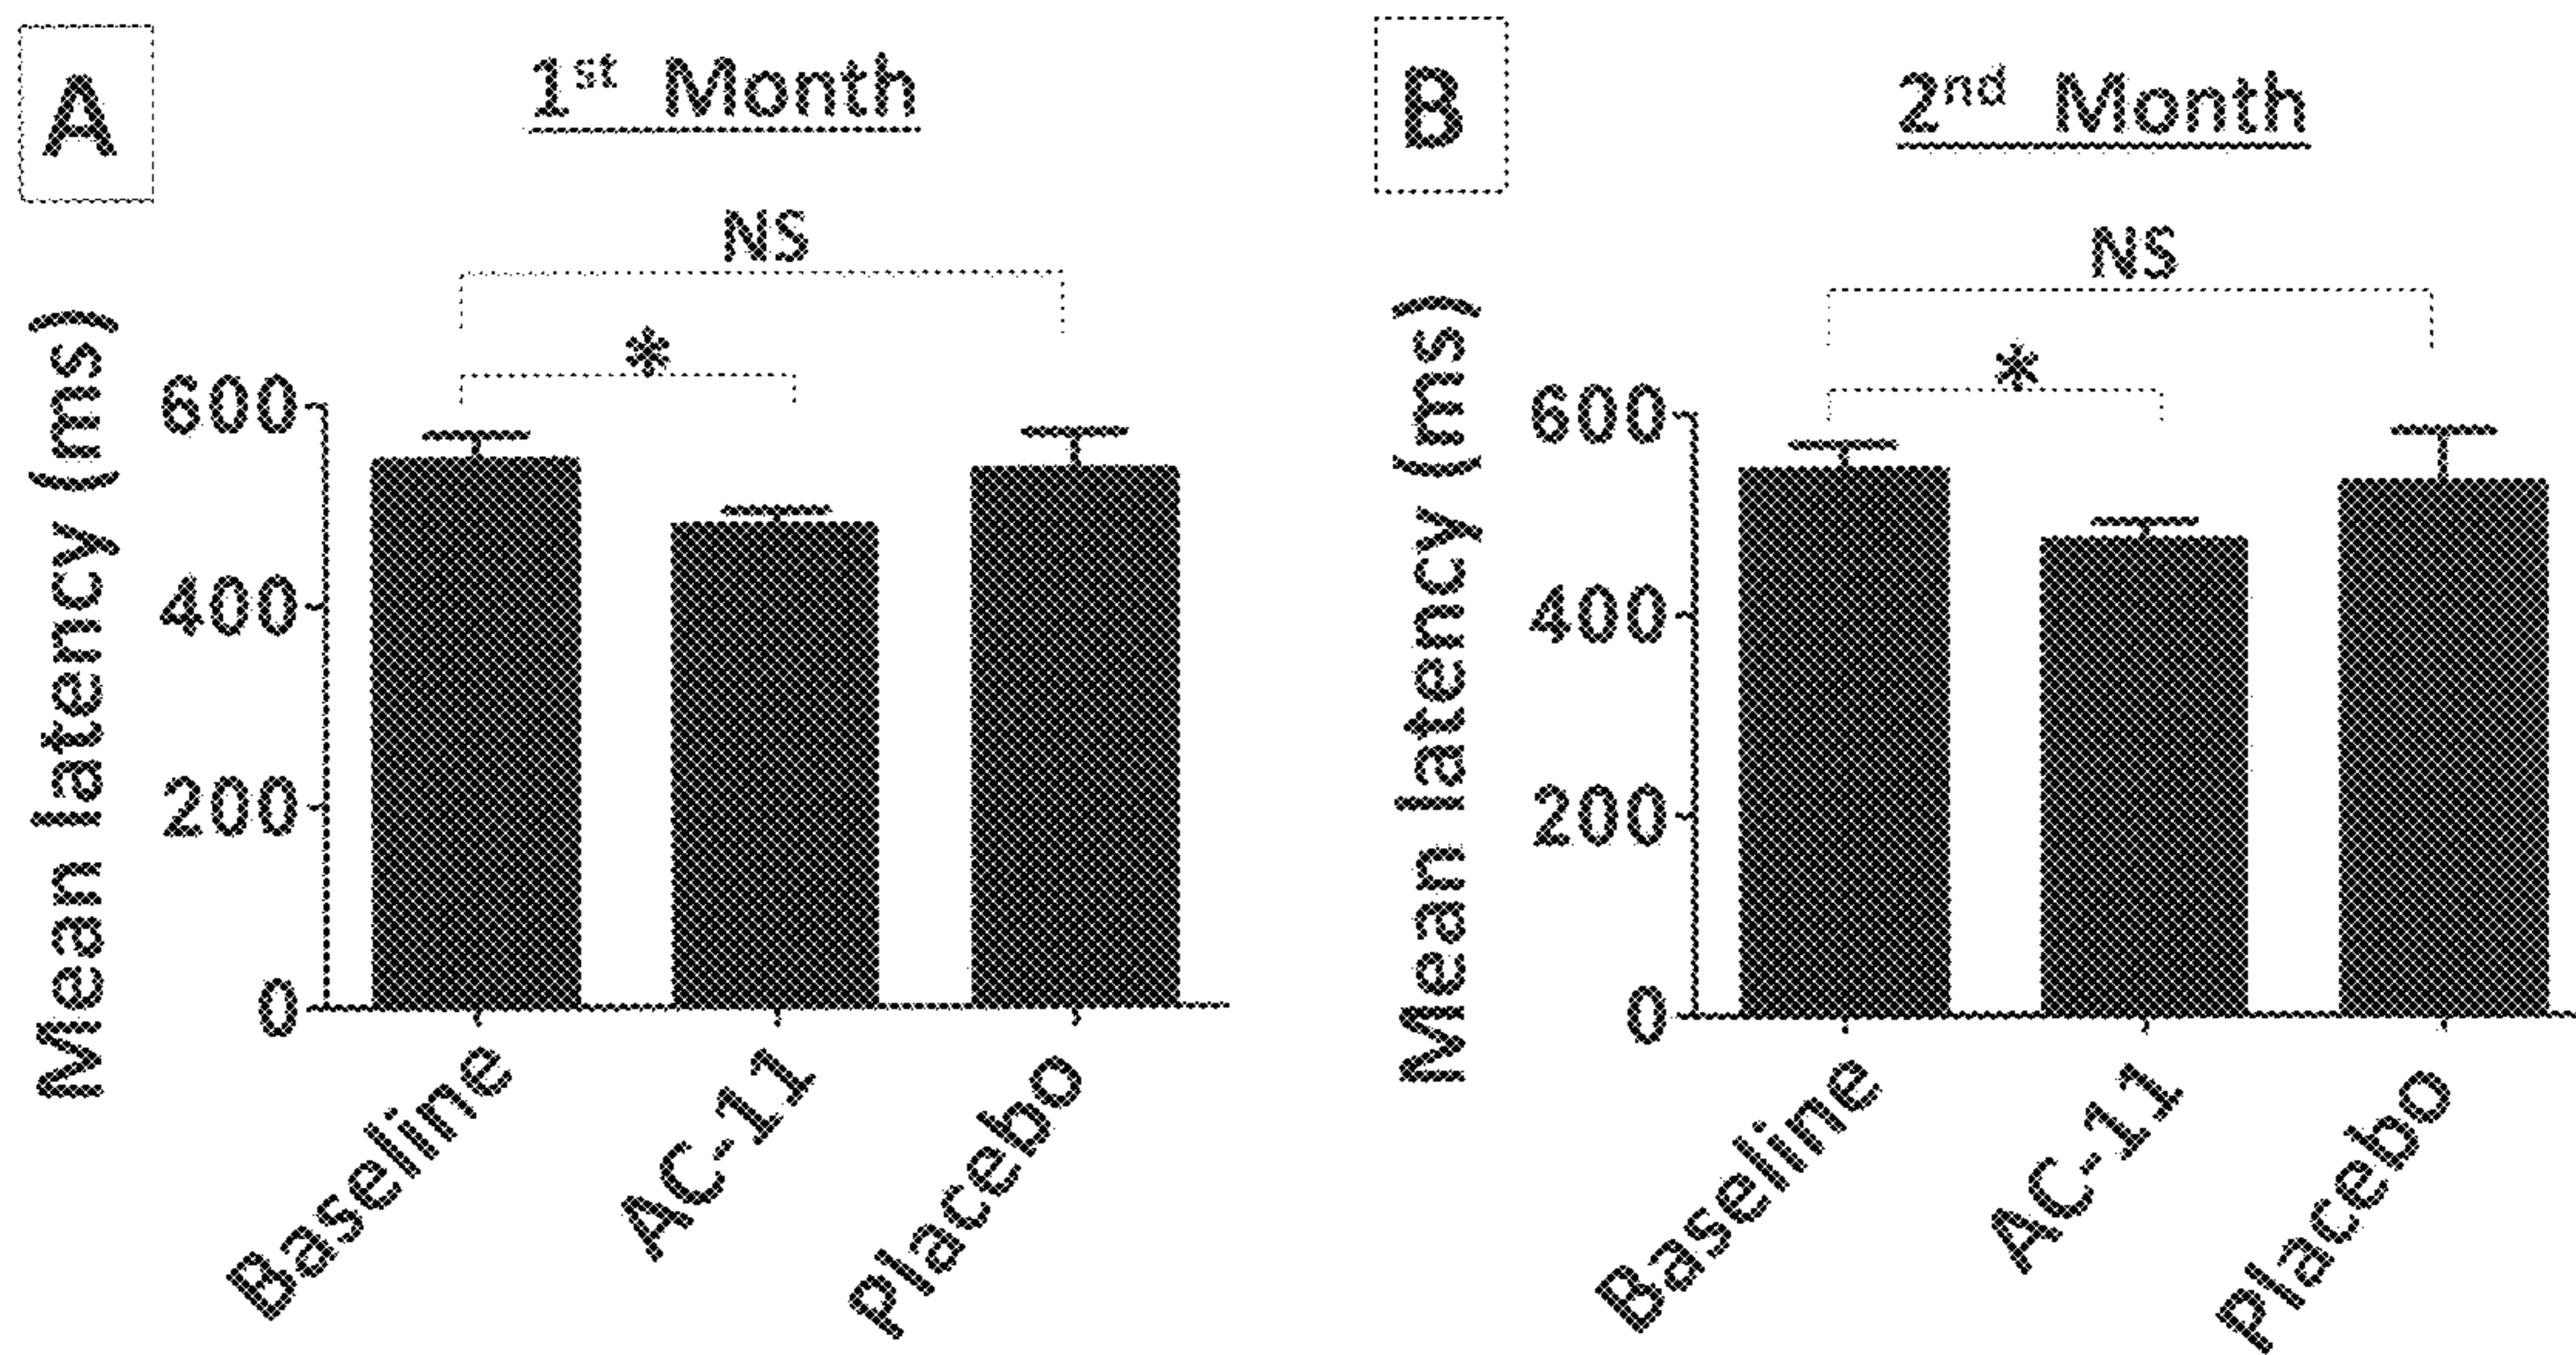 A
1st Month
NS
*
Mean latency (ms)
600
400
200
0
Baseline
AC-11
Placebo
B
2nd Month
NS
*
Mean latency (ms)
600
400
200
0
Baseline
AC-11
Placebo